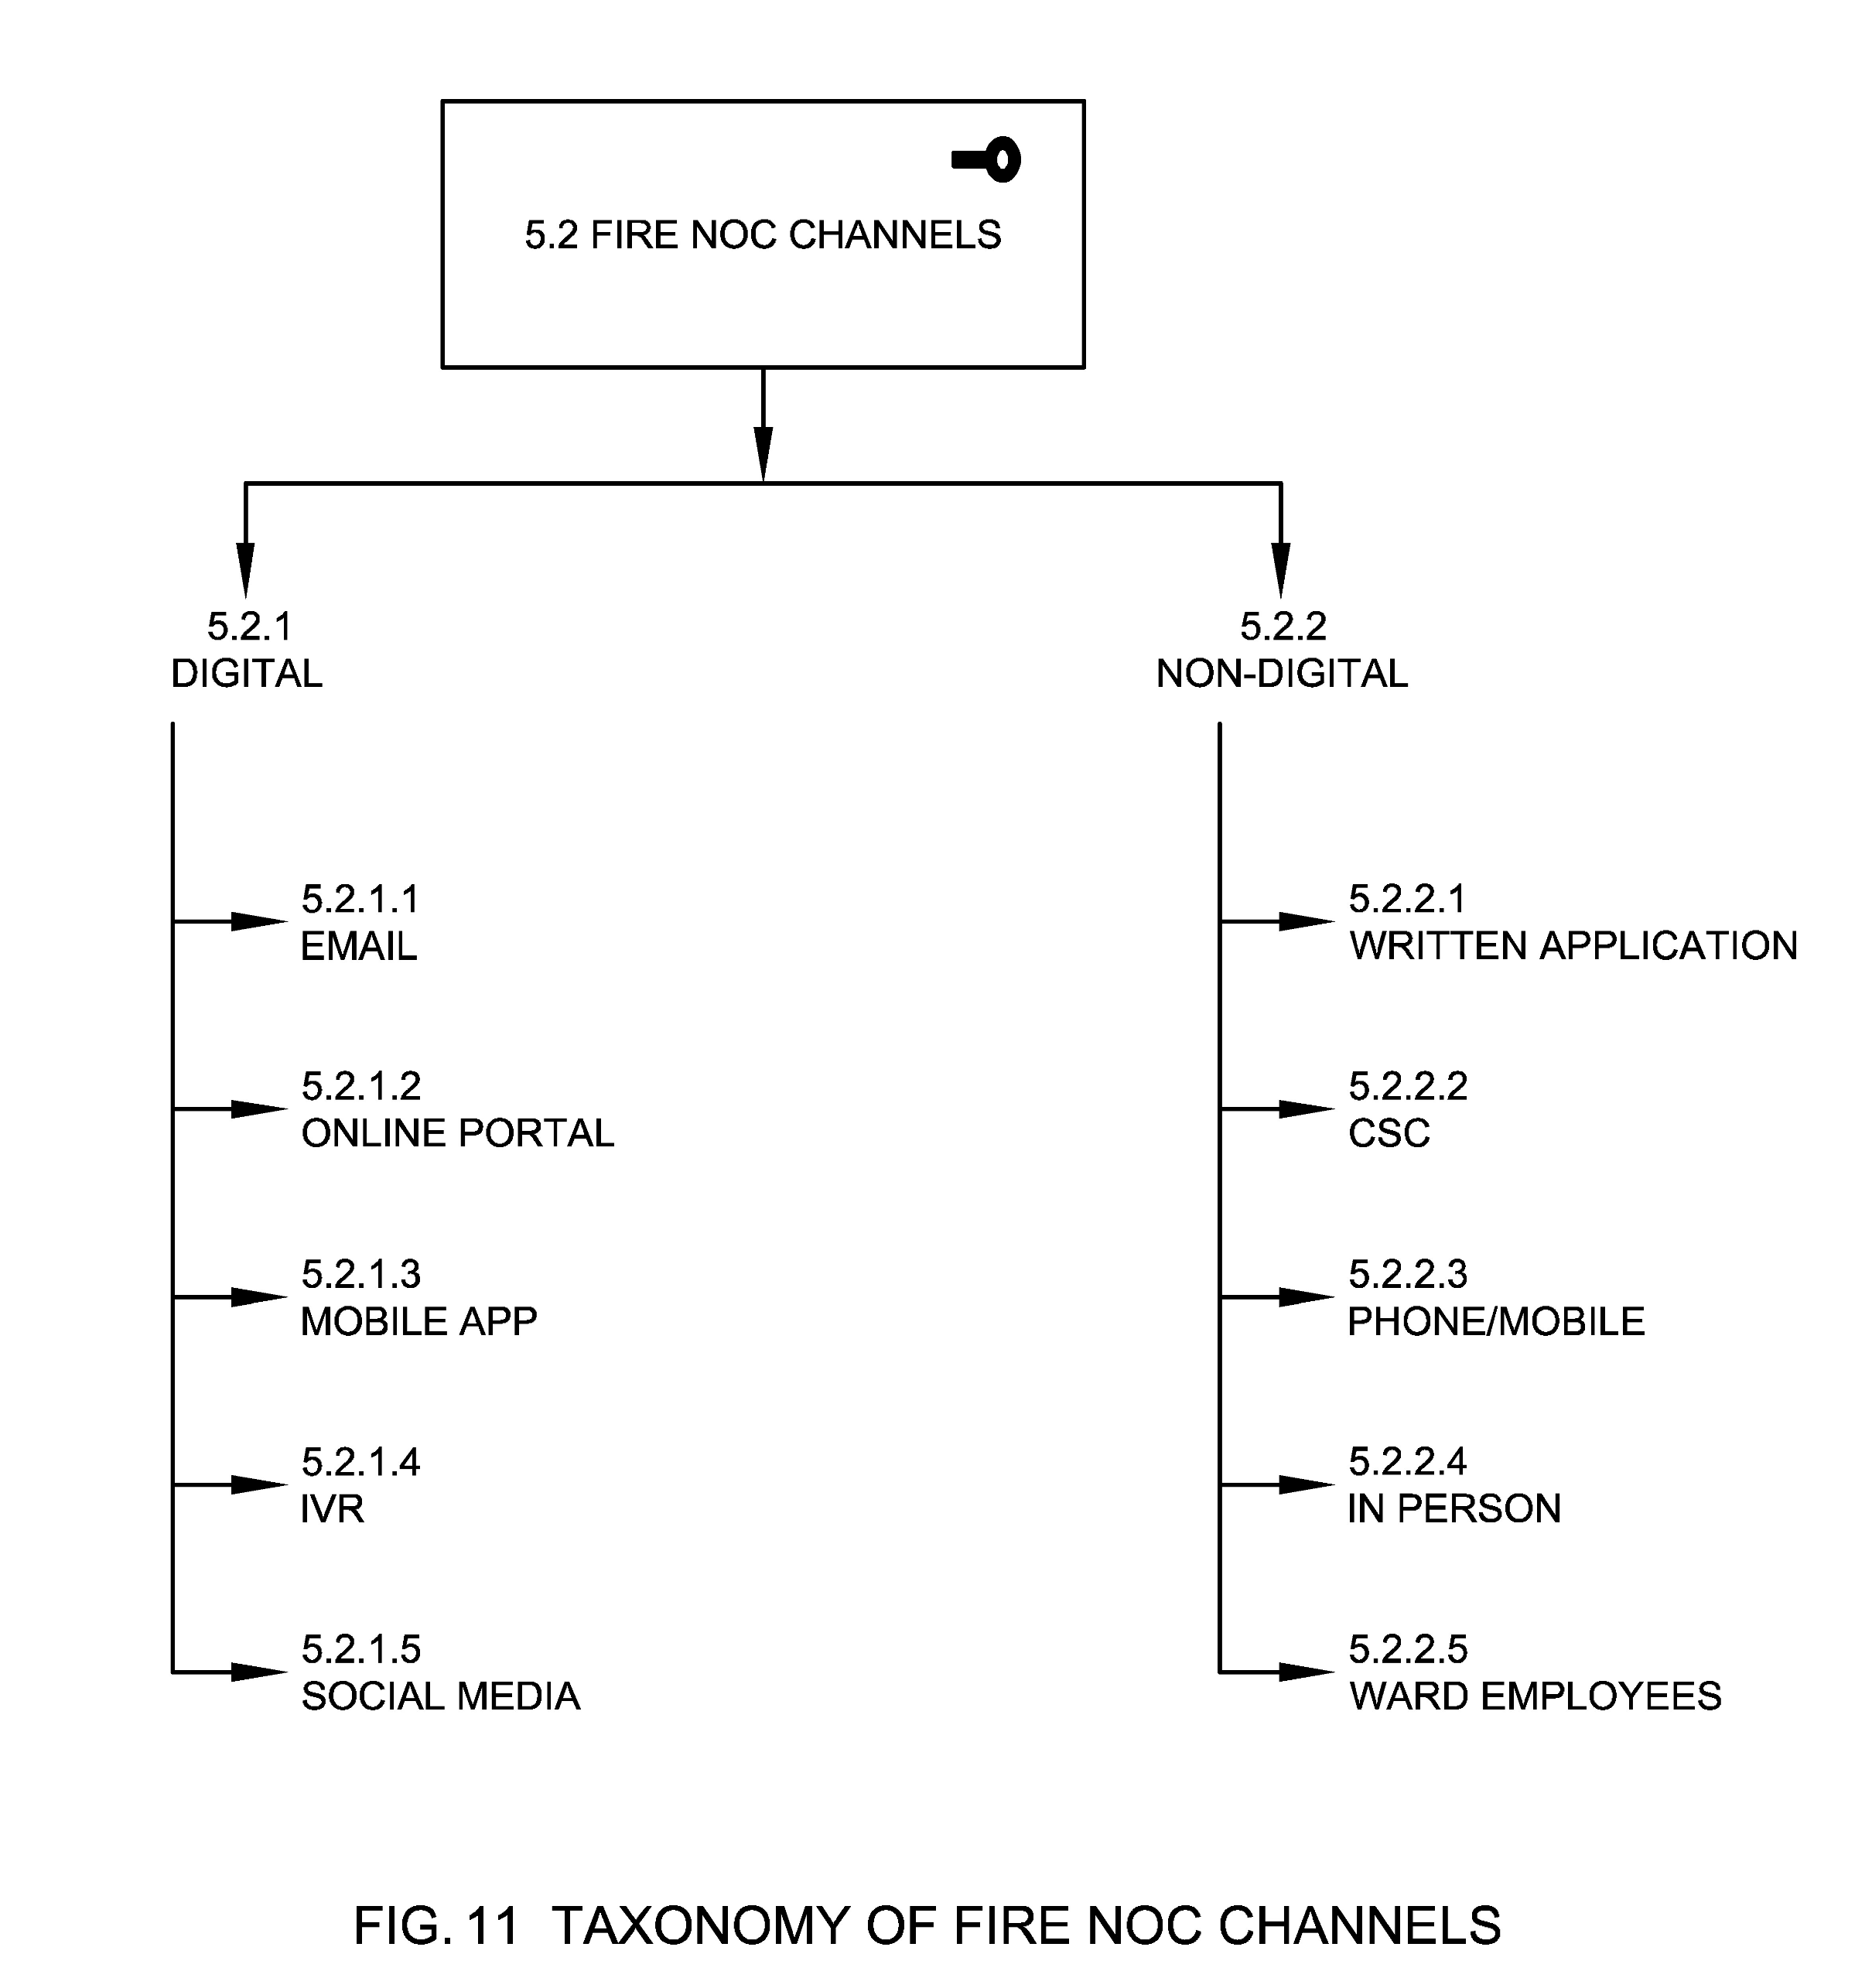 5.2 FIRE NOC CHANNELS
5.2.1
DIGITAL
5.2.1.1
EMAIL
5.2.1.2
ONLINE PORTAL
5.2.1.3
MOBILE APP
5.2.1.4
IVR
5.2.1.5
SOCIAL MEDIA
5.2.2
NON-DIGITAL
5.2.2.1
WRITTEN APPLICATION
5.2.2.2
CSC
5.2.2.3
PHONE/MOBILE
5.2.2.4
IN PERSON
5.2.2.5
WARD EMPLOYEES
FIG. 11 TAXONOMY OF FIRE NOC CHANNELS